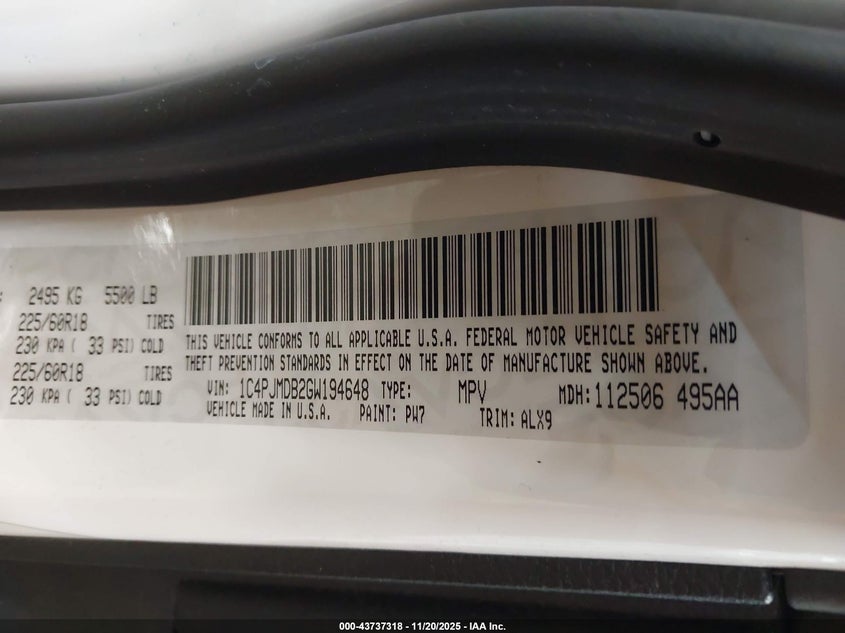 : 2495 KG 5500 LB
225/60R18 TIRES
230 KPA ( 33 PSI) COLD
225/60R18 TIRES
230 KPA ( 33 PSI) COLD
THIS VEHICLE CONFORMS TO ALL APPLICABLE U.S.A. FEDERAL MOTOR VEHICLE SAFETY AND
THEFT PREVENTION STANDARDS IN EFFECT ON THE DATE OF MANUFACTURE SHOWN ABOVE.
VIN: 1C4PJMDB2GW194648 TYPE: MPV MDH:112506 495AA
VEHICLE MADE IN U.S.A. PAINT: PW7 TRIM: ALX9
000-43737318 - 11/20/2025 - IAA Inc.